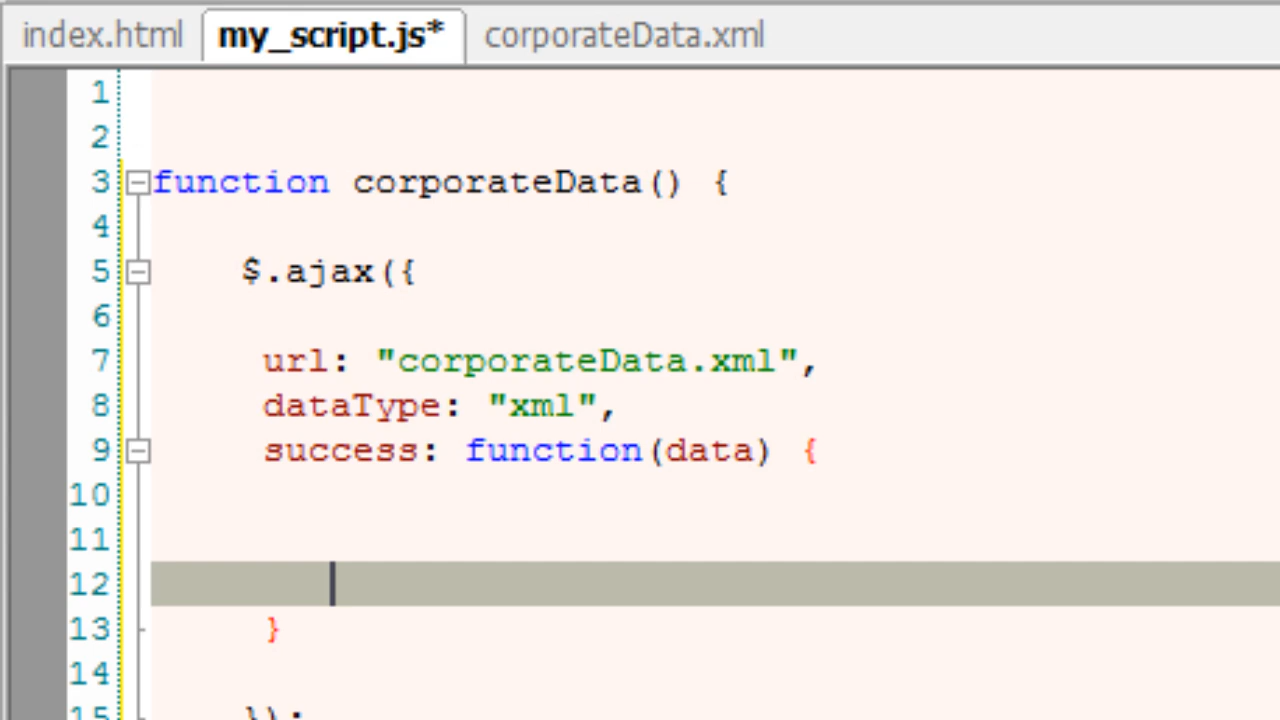 index.html my_script.js* corporateData.xml
1
2
3 function corporateData() {
4
5 $.ajax({
6
7 url: "corporateData.xml",
8 dataType: "xml",
9 success: function(data) {
10
11
12
13 }
14
15 });